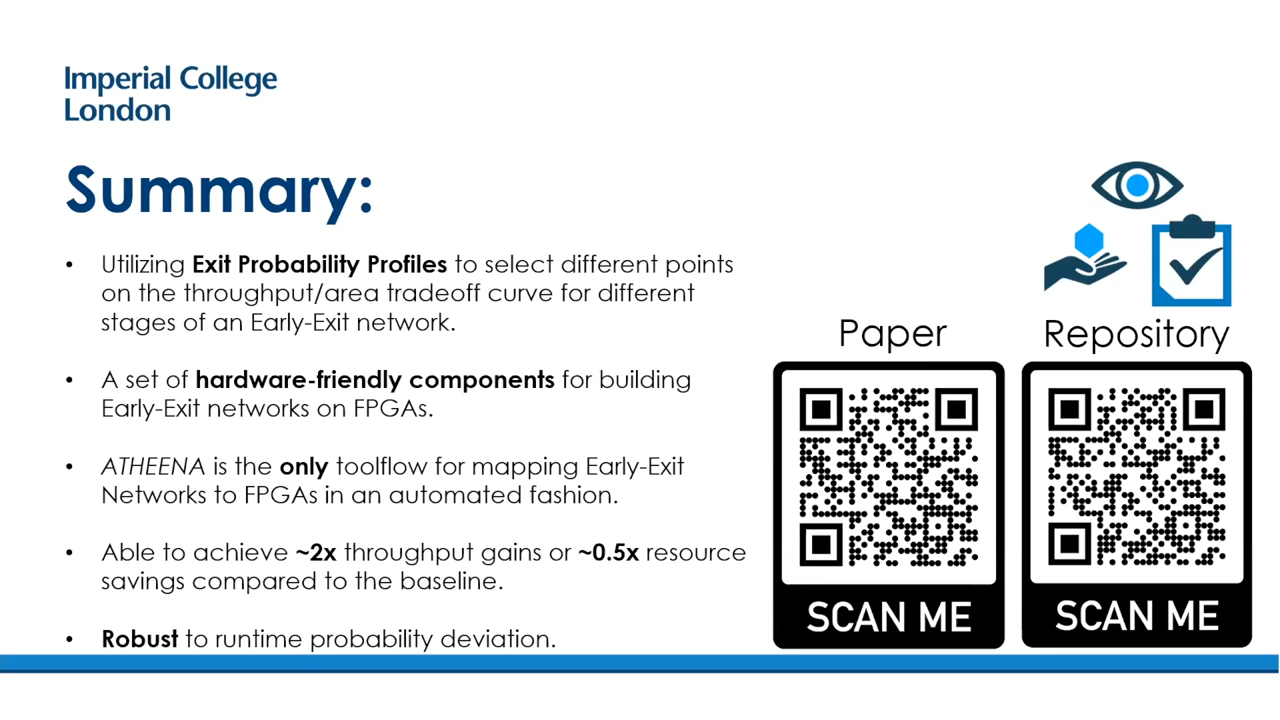 Imperial College
London
Summary:
• Utilizing Exit Probability Profiles to select different points
on the throughput/area tradeoff curve for different
stages of an Early-Exit network.
• A set of hardware-friendly components for building
Early-Exit networks on FPGAs.
• ATHEENA is the only toolflow for mapping Early-Exit
Networks to FPGAs in an automated fashion.
• Able to achieve ~2x throughput gains or ~0.5x resource
savings compared to the baseline.
• Robust to runtime probability deviation.
Paper
SCAN ME
Repository
SCAN ME